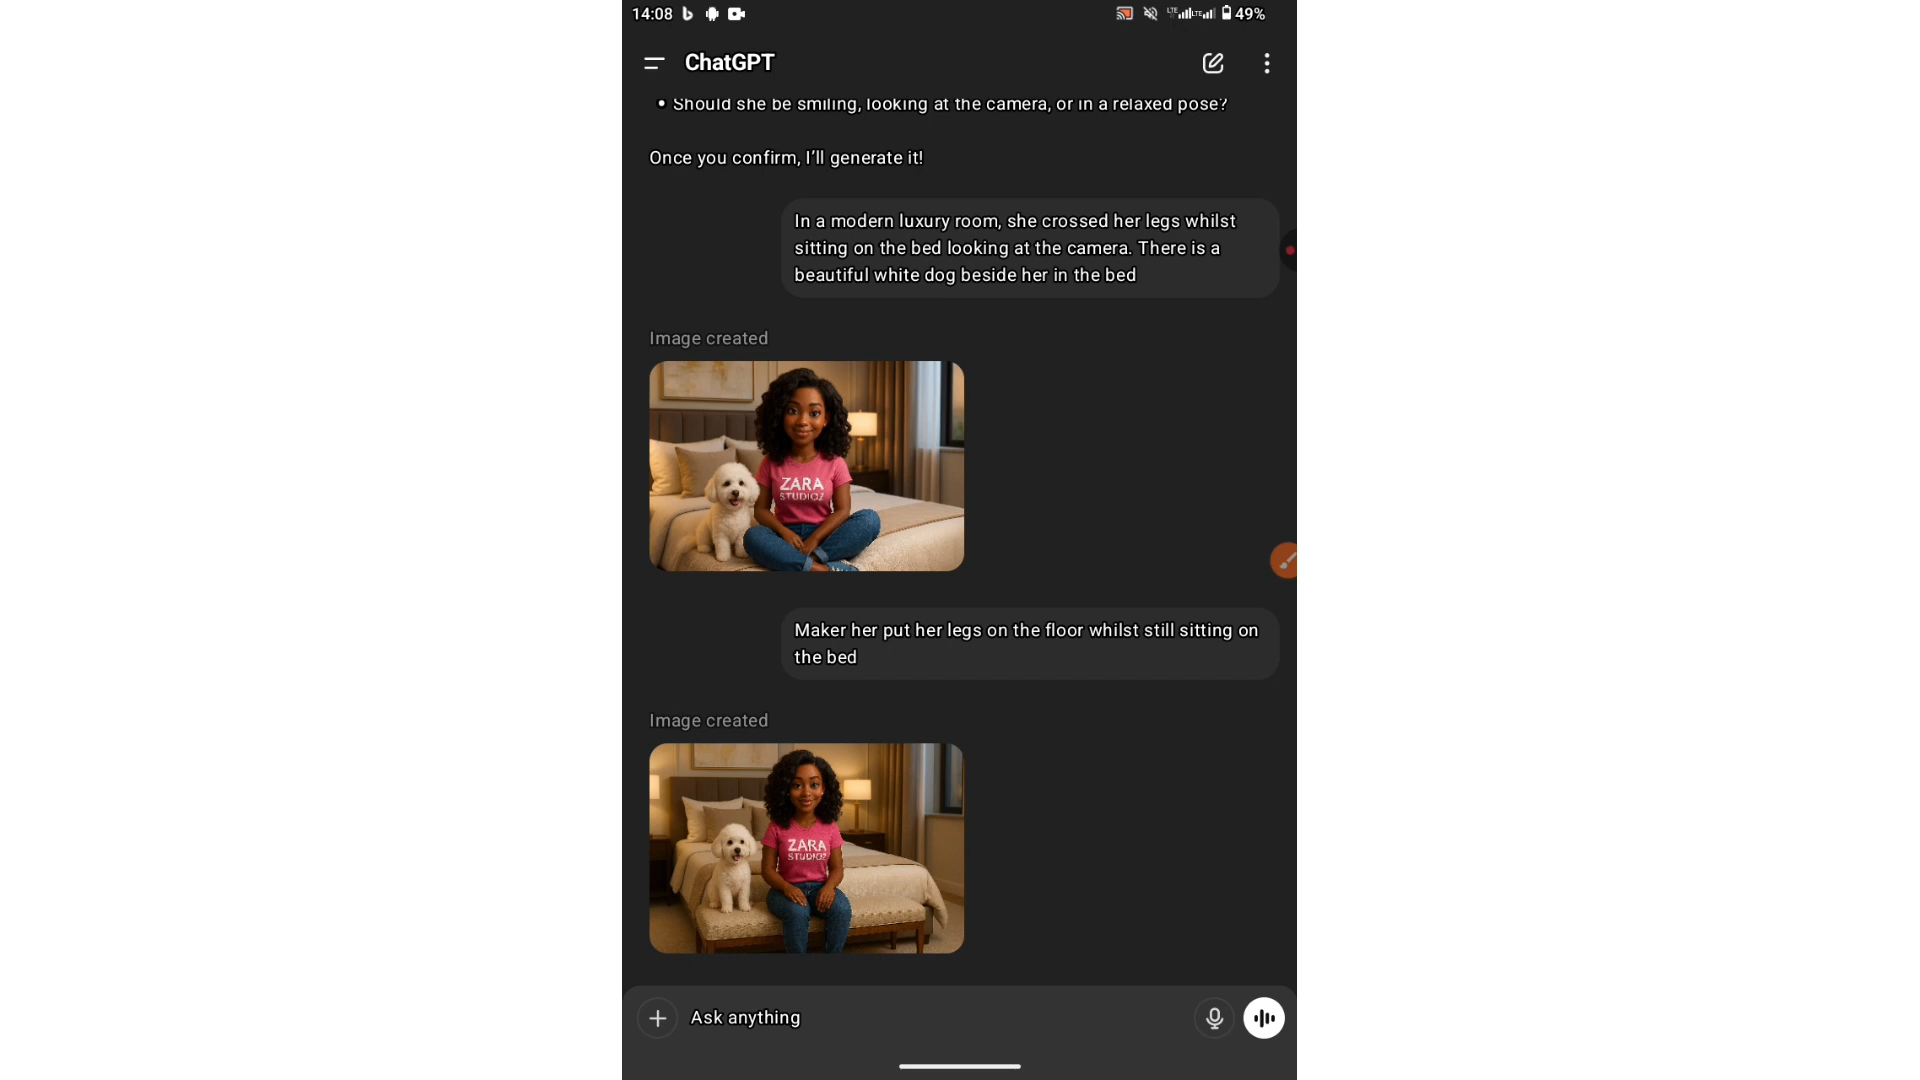 14:08
49%
ChatGPT
Should she be smiling, looking at the camera, or in a relaxed pose?
Once you confirm, I'll generate it!
In a modern luxury room, she crossed her legs whilst
sitting on the bed looking at the camera. There is a
beautiful white dog beside her in the bed
Image created
ZARA
STUDIOZ
Maker her put her legs on the floor whilst still sitting on
the bed
Image created
ZARA
STUDIOZ
Ask anything